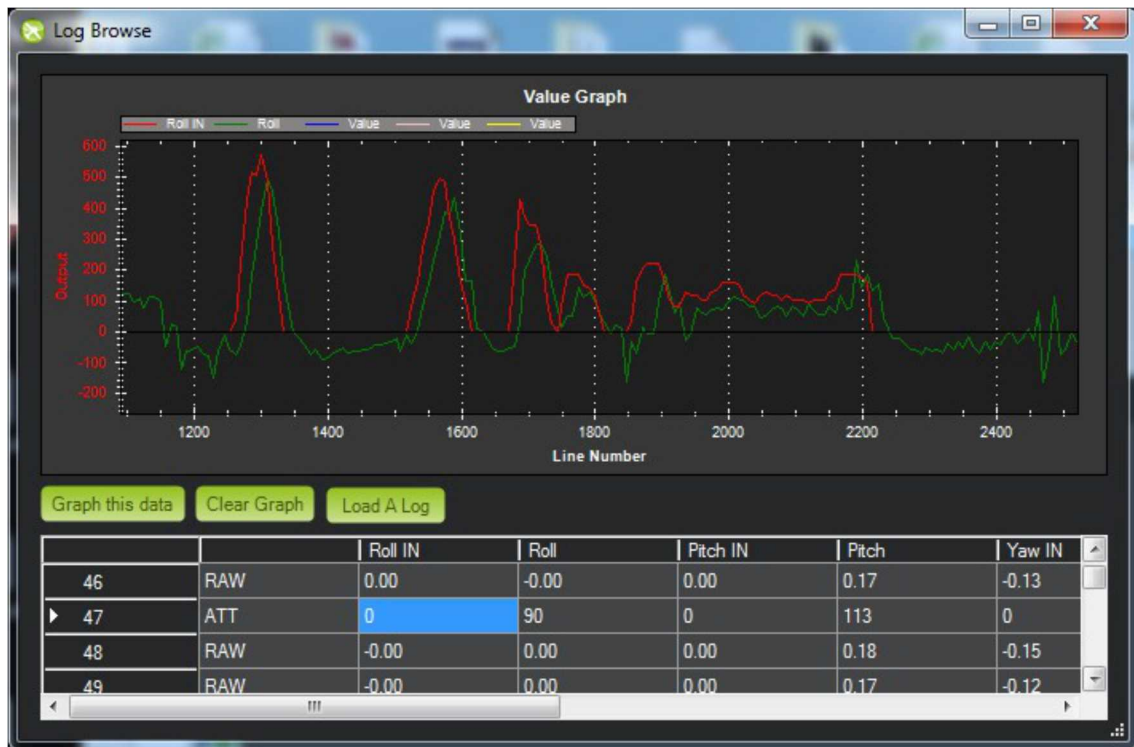 Log Browse
Value Graph
Roll IN Roll Value Value Value
600
500
400
300
200
100
0
-100
-200
Output
1200 1400 1600 1800 2000 2200 2400
Line Number
Graph this data Clear Graph Load A Log
Roll IN Roll Pitch IN Pitch Yaw IN
46 RAW 0.00 -0.00 0.00 0.17 -0.13
47 ATT 0 90 0 113 0
48 RAW -0.00 0.00 0.00 0.18 -0.15
49 RAW -0.00 0.00 0.00 0.17 -0.12